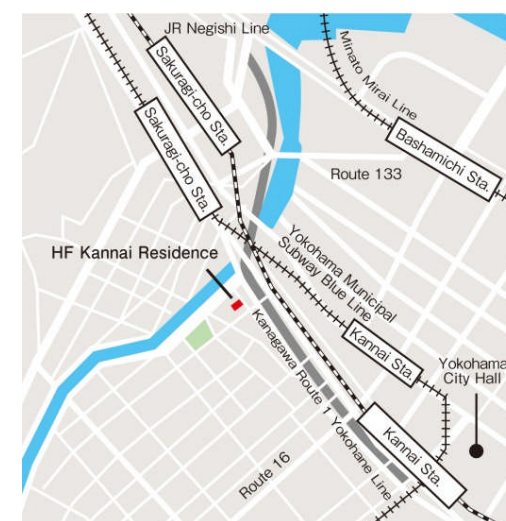 JR Negishi Line
Minato Mirai Line
Sakuragi-cho Sta.
Sakuragi-cho Sta.
Bashamichi Sta.
Route 133
HF Kannai Residence
Yokohama Municipal
Subway Blue Line
Kannai Sta.
Yokohama
City Hall
Kanagawa Route 1 Yokohane Line
Kannai Sta.
Route 16